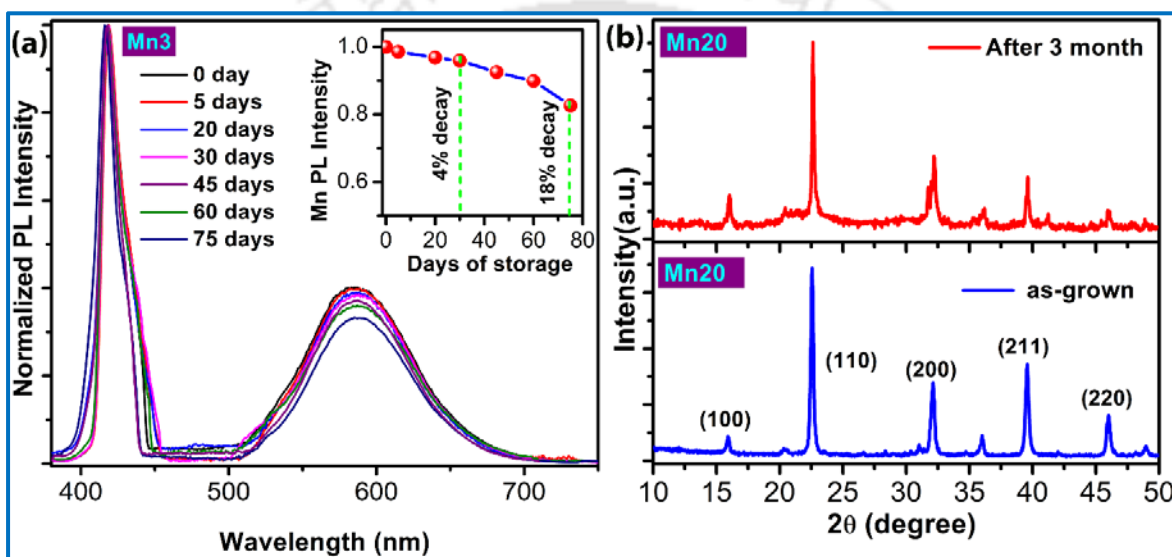 (a)
Mn3
0 day
5 days
20 days
30 days
45 days
60 days
75 days
Normalized PL Intensity
Wavelength (nm)
400 500 600 700
Mn PL Intensity
1.0
0.8
0.6
4% decay
18% decay
0 20 40 60 80
Days of storage
(b)
Mn20
After 3 month
Mn20
as-grown
(100)
(110)
(200)
(211)
(220)
Intensity(a.u.)
10 15 20 25 30 35 40 45 50
2θ (degree)